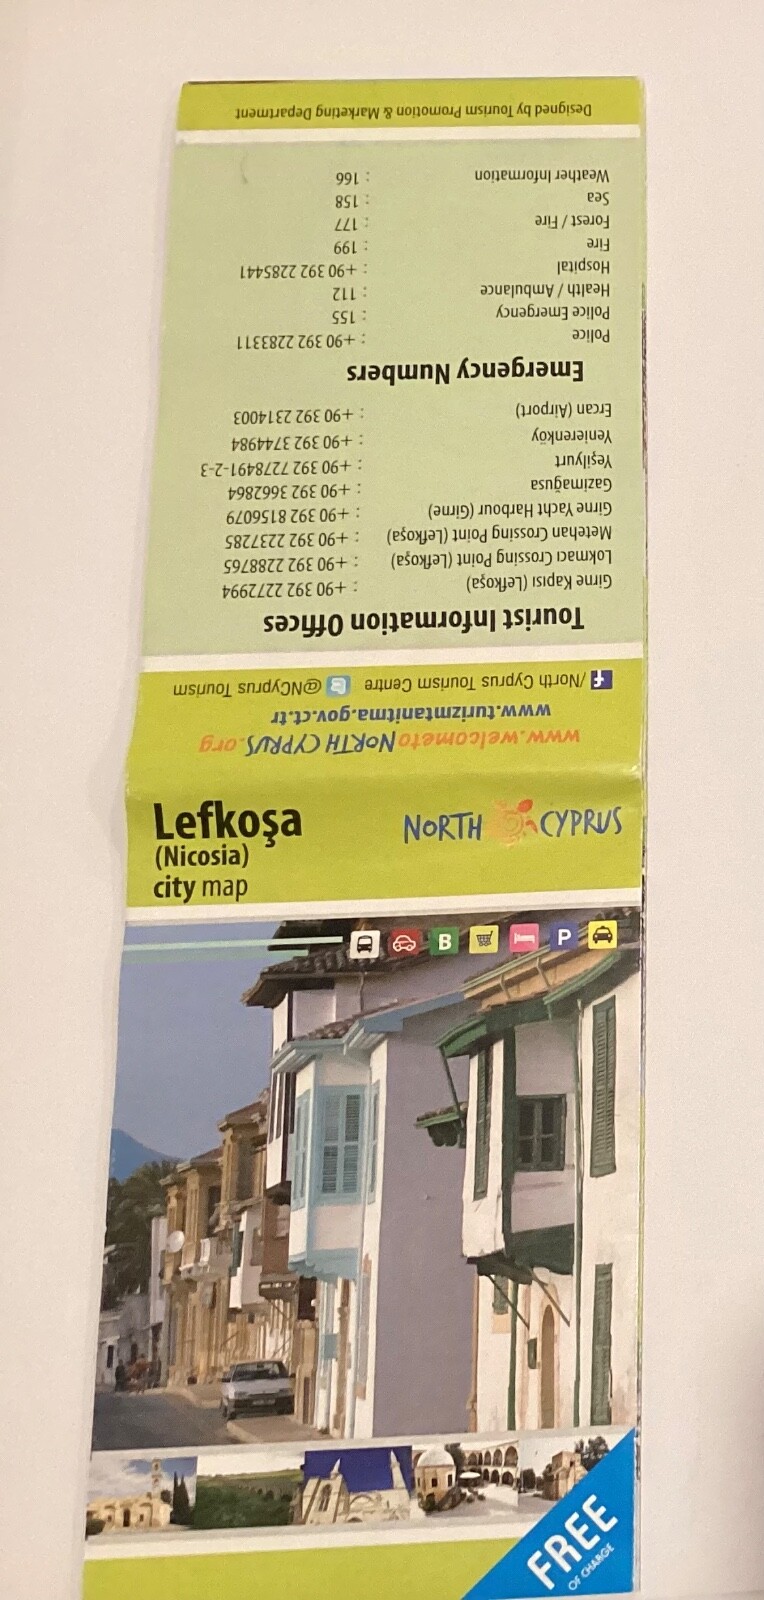 Lefkoşa
(Nicosia)
city map
NORTH CYPRUS
B
P
FREE
OF CHARGE
www.welcometoNORTH CYPRUS.org
www.turizmtanitma.gov.ct.tr
/North Cyprus Tourism Centre @NCyprus Tourism
Tourist Information Offices
Girne Kapısı (Lefkoşa) : +90 392 2272994
Lokmacı Crossing Point (Lefkoşa) : +90 392 2288765
Metehan Crossing Point (Lefkoşa) : +90 392 2237285
Girne Yacht Harbour (Girne) : +90 392 8156079
Gazimağusa : +90 392 3662864
Yeşilyurt : +90 392 7278491-2-3
Yenierenköy : +90 392 3744984
Ercan (Airport) : +90 392 2314003
Emergency Numbers
Police : +90 392 2283311
Police Emergency : 155
Health / Ambulance : 112
Hospital : +90 392 2285441
Fire : 199
Forest / Fire : 177
Sea : 158
Weather Information : 166
Designed by Tourism Promotion & Marketing Department